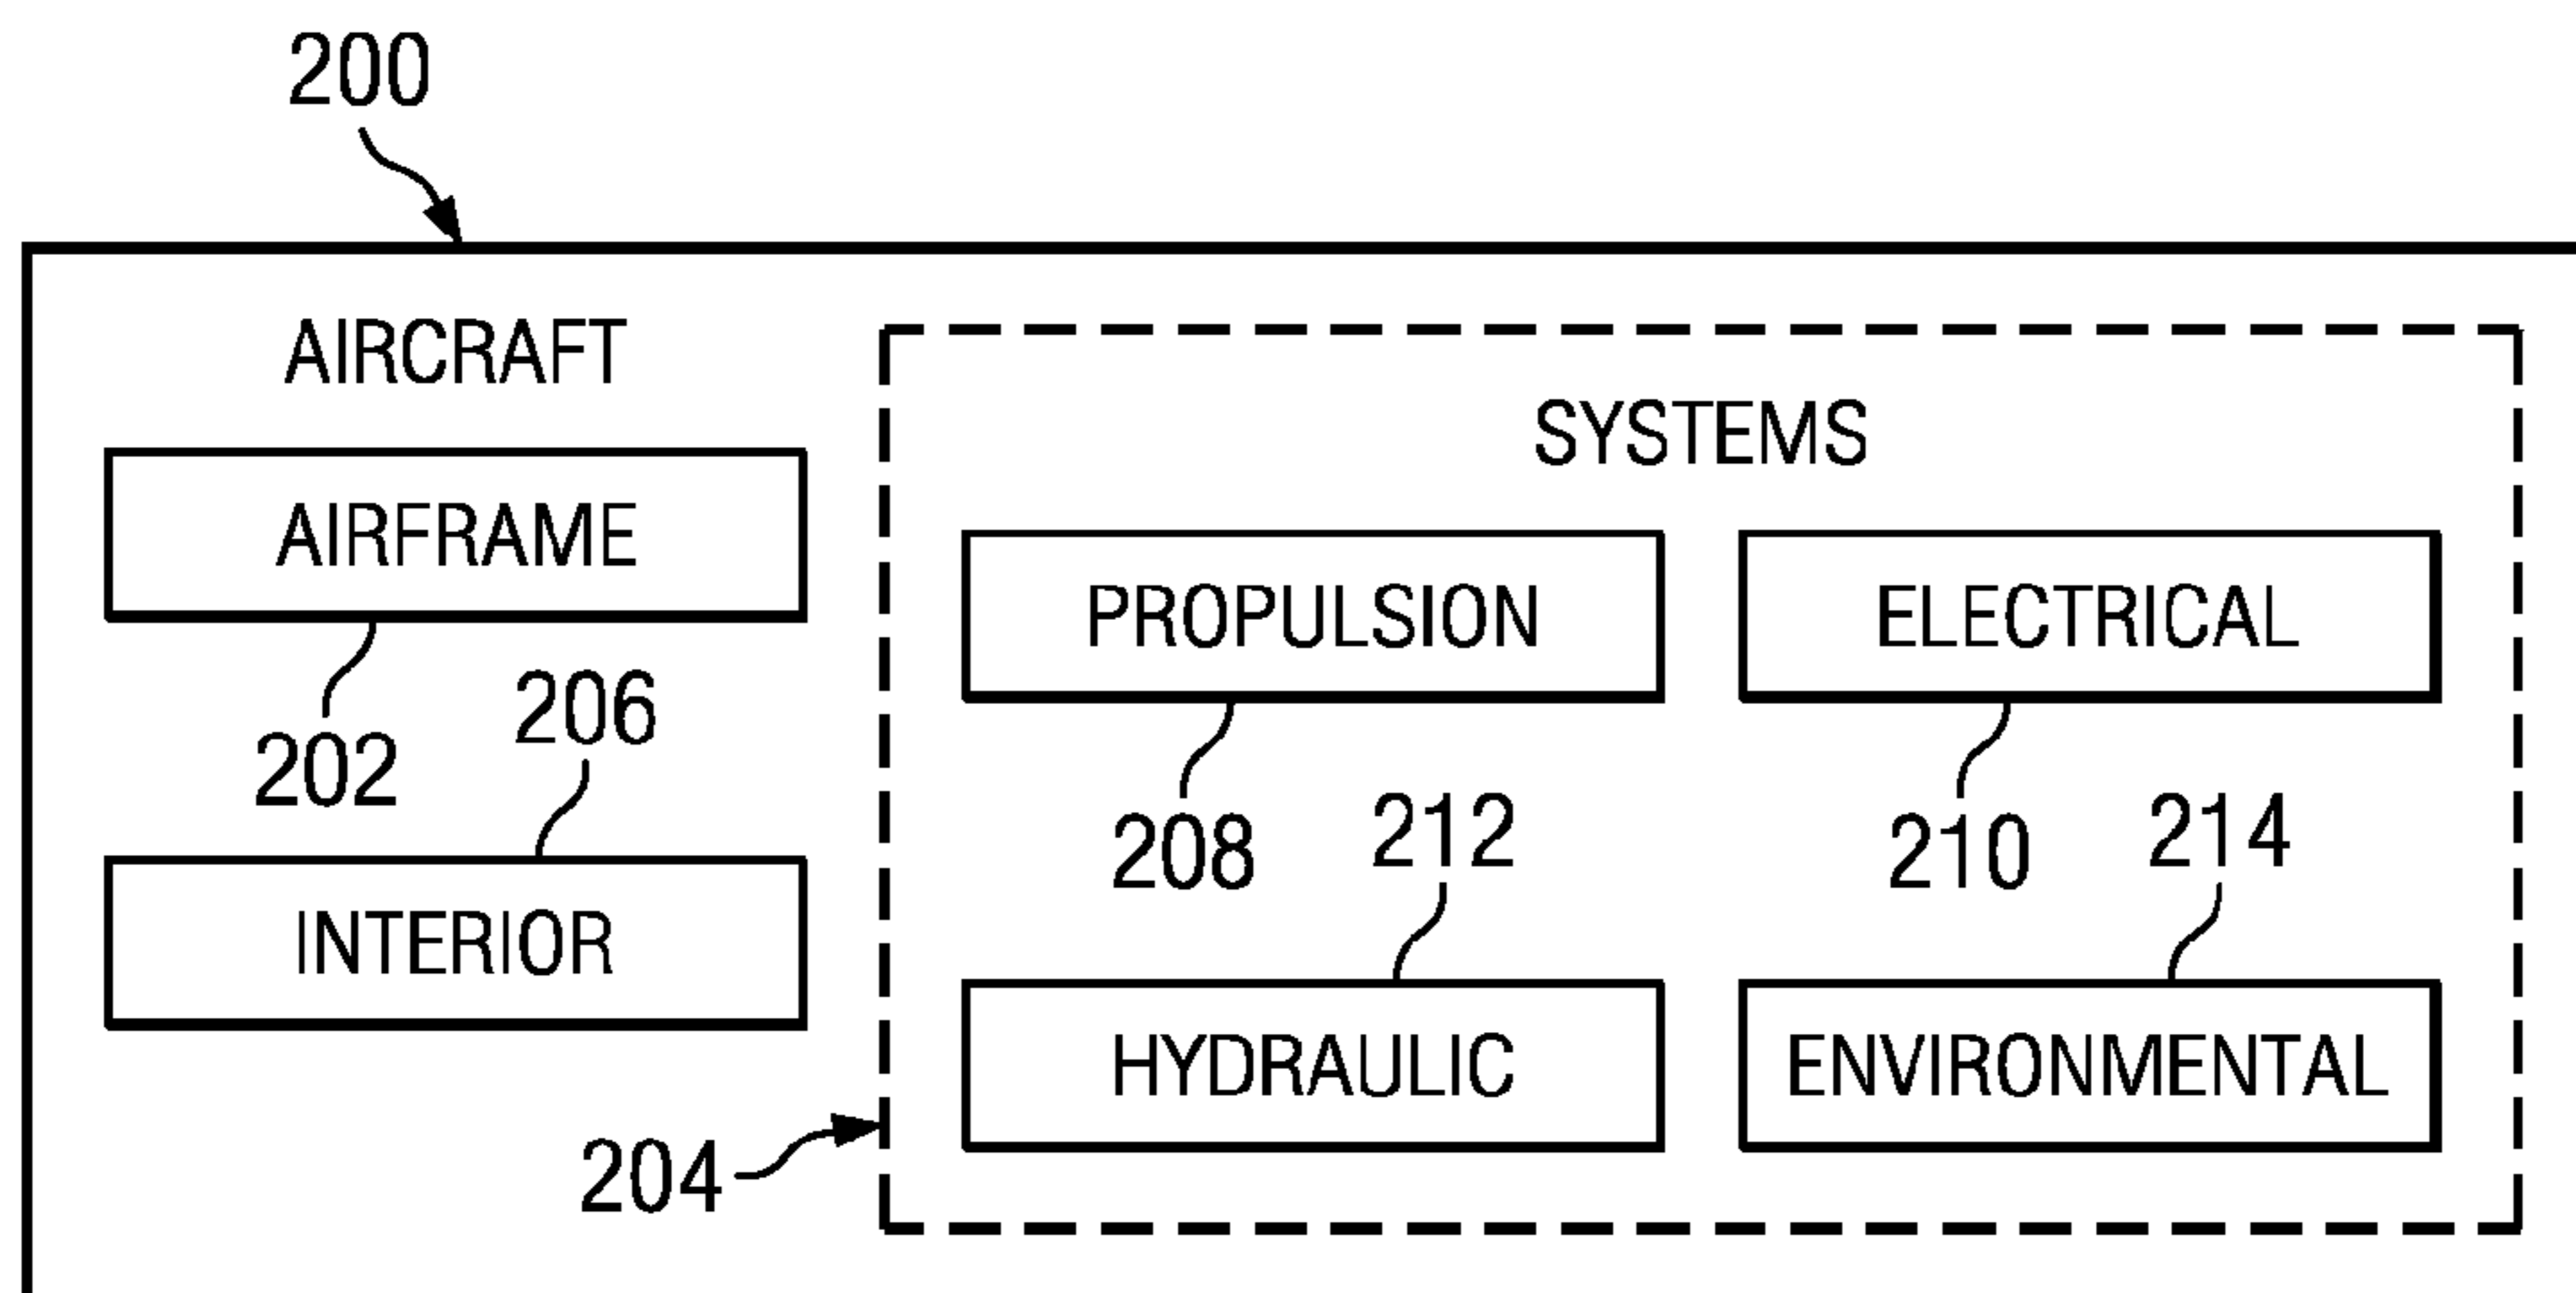 200
AIRCRAFT
SYSTEMS
AIRFRAME
PROPULSION
ELECTRICAL
202
206
208
212
210
214
INTERIOR
HYDRAULIC
ENVIRONMENTAL
204